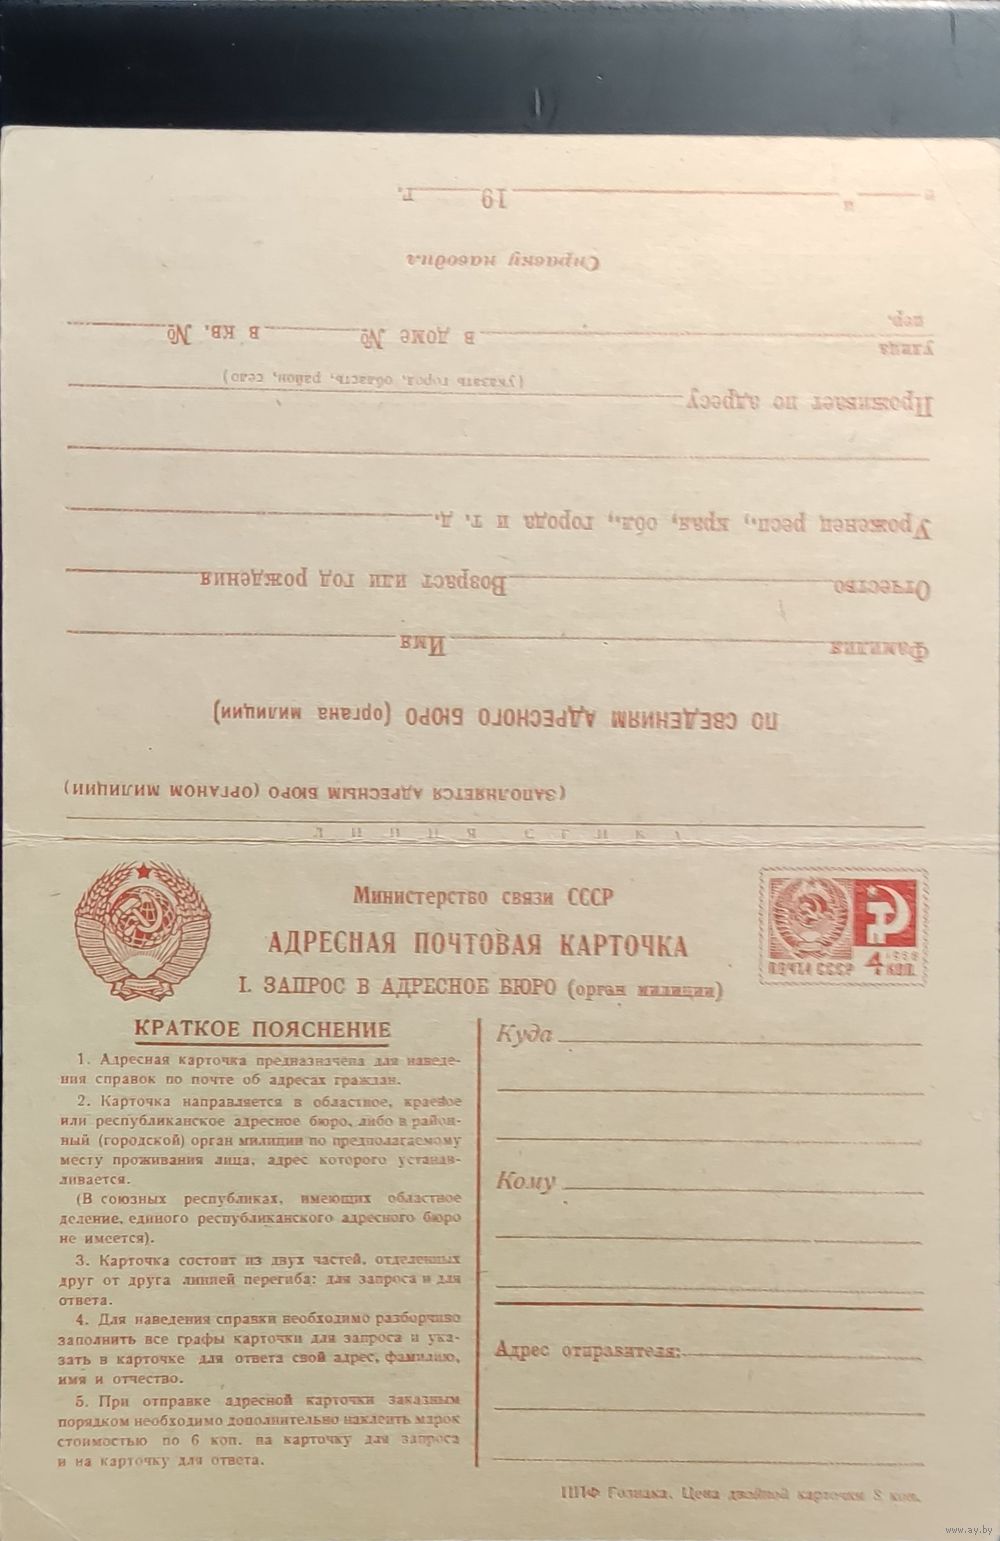 (ЗАПОЛНЯЕТСЯ АДРЕСНЫМ БЮРО (ОРГАНОМ МИЛИЦИИ)
ПО СВЕДЕНИЯМ АДРЕСНОГО БЮРО (органа милиции)
Фамилия Имя
Отчество Возраст или год рождения
Уроженец респ., края, обл., города и т. д.
Проживает по адресу
(указать город, область, район, село)
улица
пер. в доме № в кв. №
Справку наводил
" " 19 г.
ЛИНИЯ СГИБА
Министерство связи СССР
АДРЕСНАЯ ПОЧТОВАЯ КАРТОЧКА
I. ЗАПРОС В АДРЕСНОЕ БЮРО (орган милиции)
ПОЧТА СССР 4 КОП.
КРАТКОЕ ПОЯСНЕНИЕ
1. Адресная карточка предназначена для наведе-
ния справок по почте об адресах граждан.
2. Карточка направляется в областное, краевое
или республиканское адресное бюро, либо в район-
ный (городской) орган милиции по предполагаемому
месту проживания лица, адрес которого устанав-
ливается.
(В союзных республиках, имеющих областное
деление, единого республиканского адресного бюро
не имеется).
3. Карточка состоит из двух частей, отделенных
друг от друга линией перегиба: для запроса и для
ответа.
4. Для наведения справки необходимо разборчиво
заполнить все графы карточки для запроса и ука-
зать в карточке для ответа свой адрес, фамилию,
имя и отчество.
5. При отправке адресной карточки заказным
порядком необходимо дополнительно наклеить марок
стоимостью по 6 коп. на карточку для запроса
и на карточку для ответа.
Куда
Кому
Адрес отправителя:
ППФ Гознака. Цена двойной карточки 8 коп.
www.ay.by